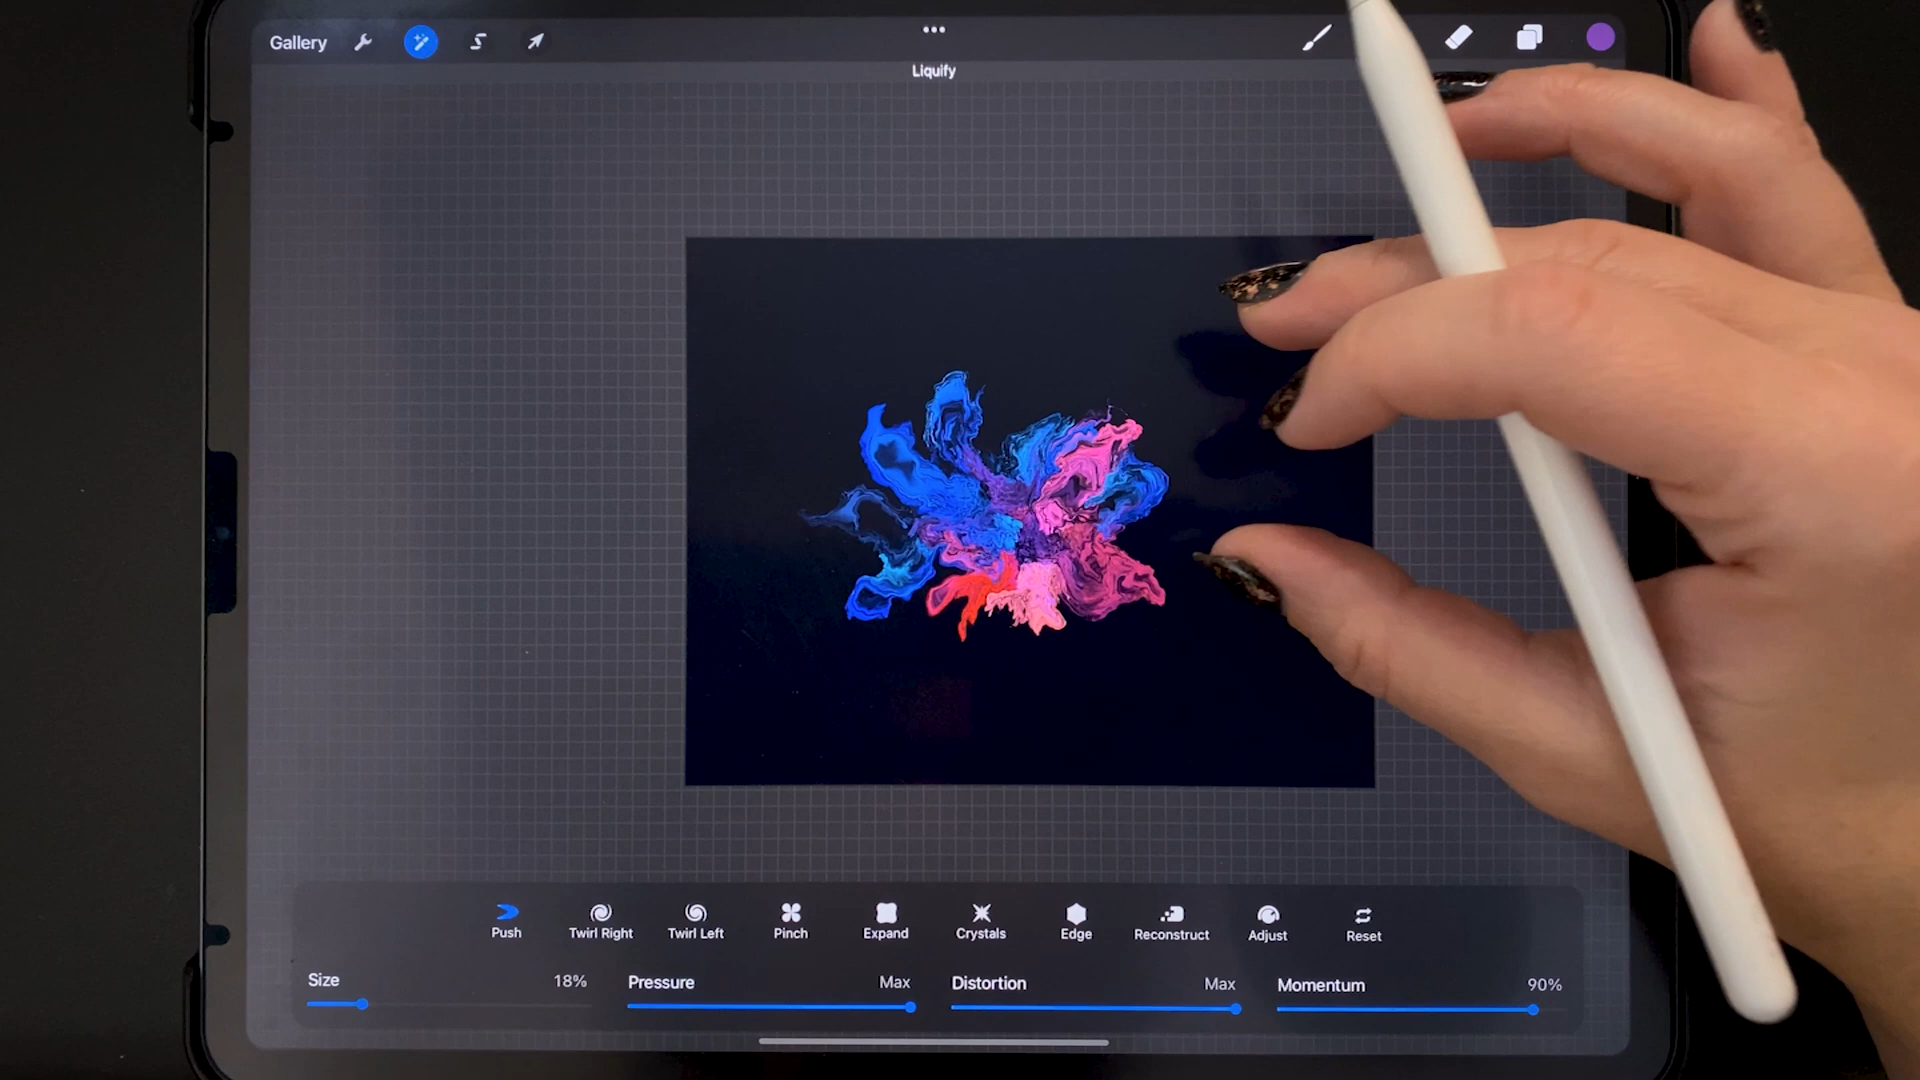 Gallery
Liquify
Push Twirl Right Twirl Left Pinch Expand Crystals Edge Reconstruct Adjust Reset
Size 18% Pressure Max Distortion Max Momentum 90%